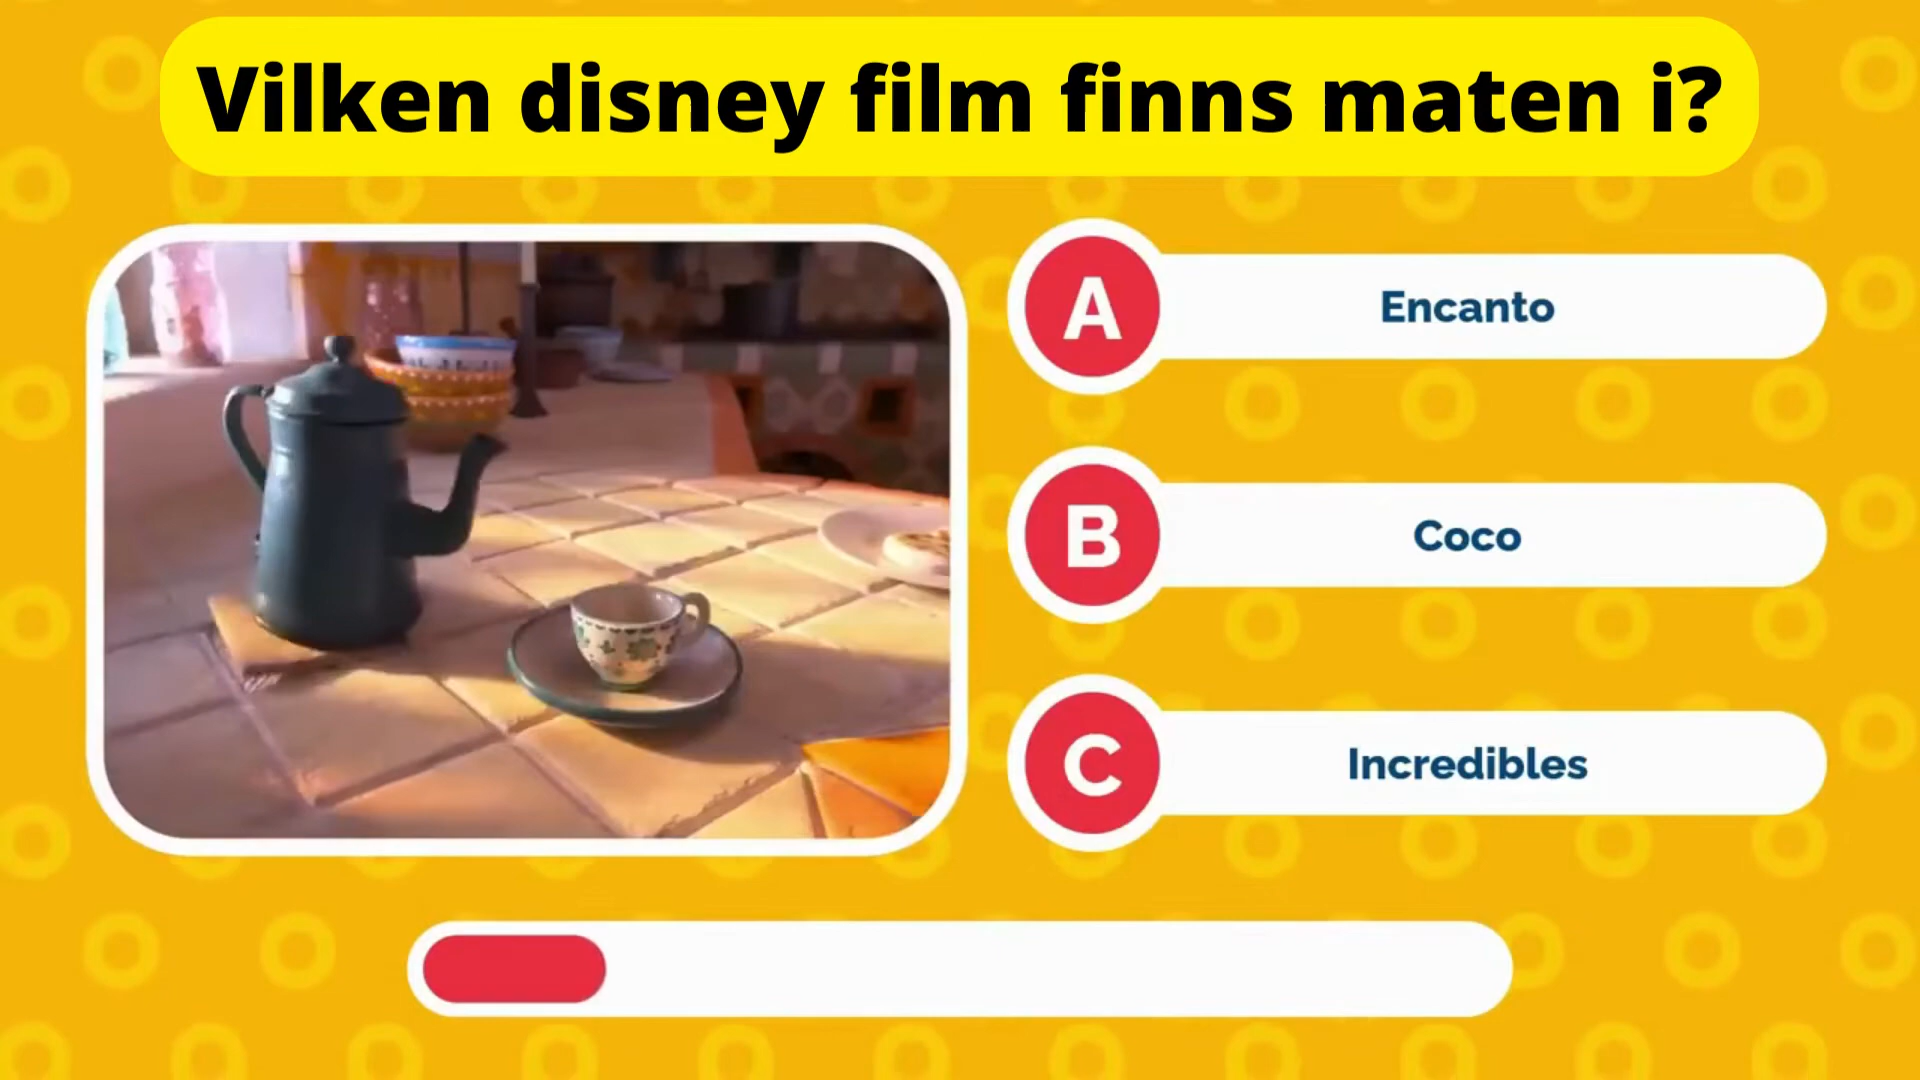 Vilken disney film finns maten i?
A
Encanto
B
Coco
C
Incredibles